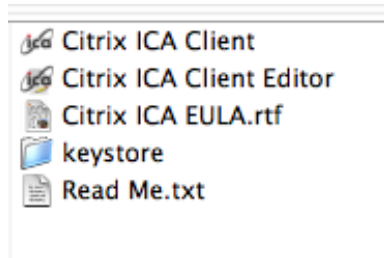 Citrix ICA Client
Citrix ICA Client Editor
Citrix ICA EULA.rtf
keystore
Read Me.txt